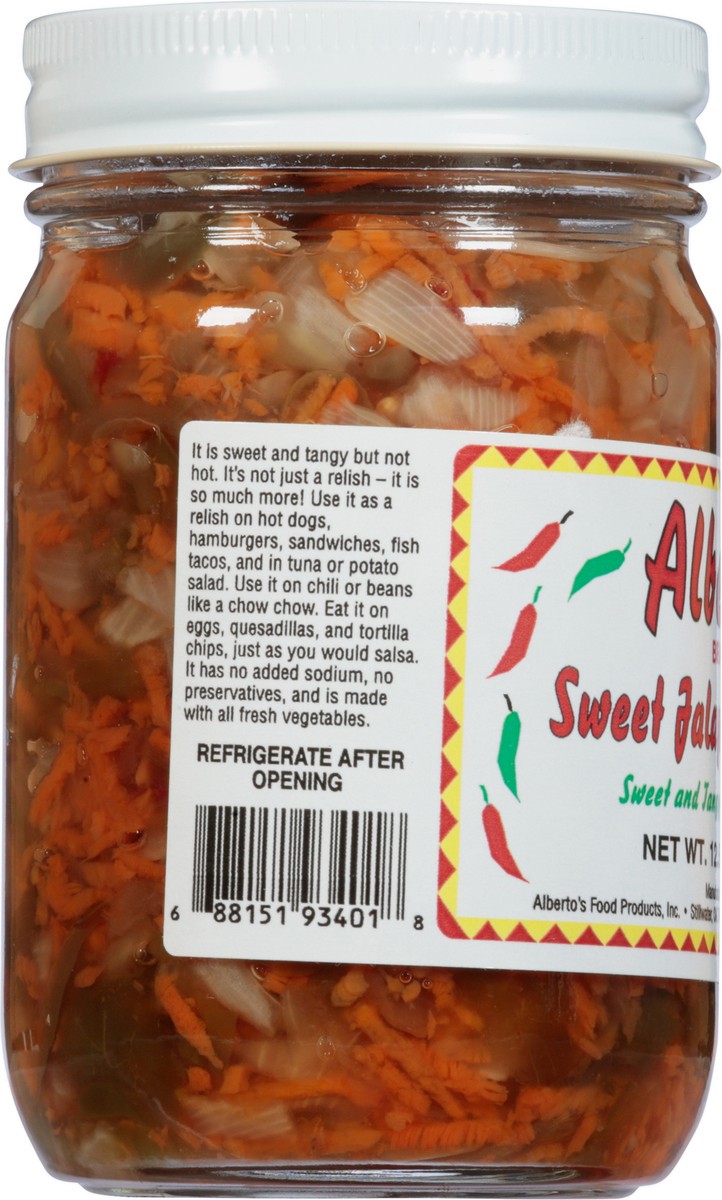 It is sweet and tangy but not
hot. It's not just a relish – it is
so much more! Use it as a
relish on hot dogs,
hamburgers, sandwiches, fish
tacos, and in tuna or potato
salad. Use it on chili or beans
like a chow chow. Eat it on
eggs, quesadillas, and tortilla
chips, just as you would salsa.
It has no added sodium, no
preservatives, and is made
with all fresh vegetables.
REFRIGERATE AFTER
OPENING
6 88151 93401 8
Alb
Sweet Jala
Sweet and Tan
NET WT. 12
Alberto's Food Products, Inc. • Stillwater,